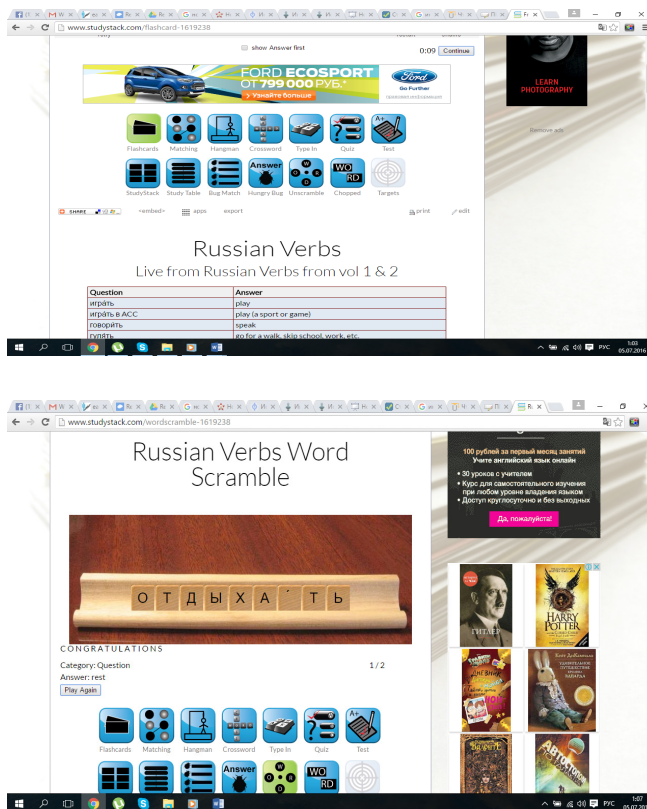 www.studystack.com/flashcard-1619238
show Answer first
0:09 Continue
FORD ECOSPORT
ОТ 799 000 РУБ.*
Узнайте больше
Ford
Go Further
LEARN
PHOTOGRAPHY
Remove ads
Flashcards Matching Hangman Crossword Type In Quiz Test
StudyStack Study Table Bug Match Hungry Bug Unscramble Chopped Targets
SHARE <embed> apps export print edit
Russian Verbs
Live from Russian Verbs from vol 1 & 2
Question Answer
игра́ть play
игра́ть в ACC play (a sport or game)
говори́ть speak
гуля́ть go for a walk, skip school, work, etc.
РУС 1:03
05.07.2016
www.studystack.com/wordscramble-1619238
Russian Verbs Word
Scramble
100 рублей за первый месяц занятий
Учите английский язык онлайн
• 30 уроков с учителем
• Курс для самостоятельного изучения
при любом уровне владения языком
• Доступ круглосуточно и без выходных
Да, пожалуйста!
О Т Д Ы Х А ́ Т Ь
CONGRATULATIONS
Category: Question 1 / 2
Answer: rest
Play Again
ГИТЛЕР
HARRY
POTTER
Flashcards Matching Hangman Crossword Type In Quiz Test
Answer WO
RD
РУС 1:07
05.07.201